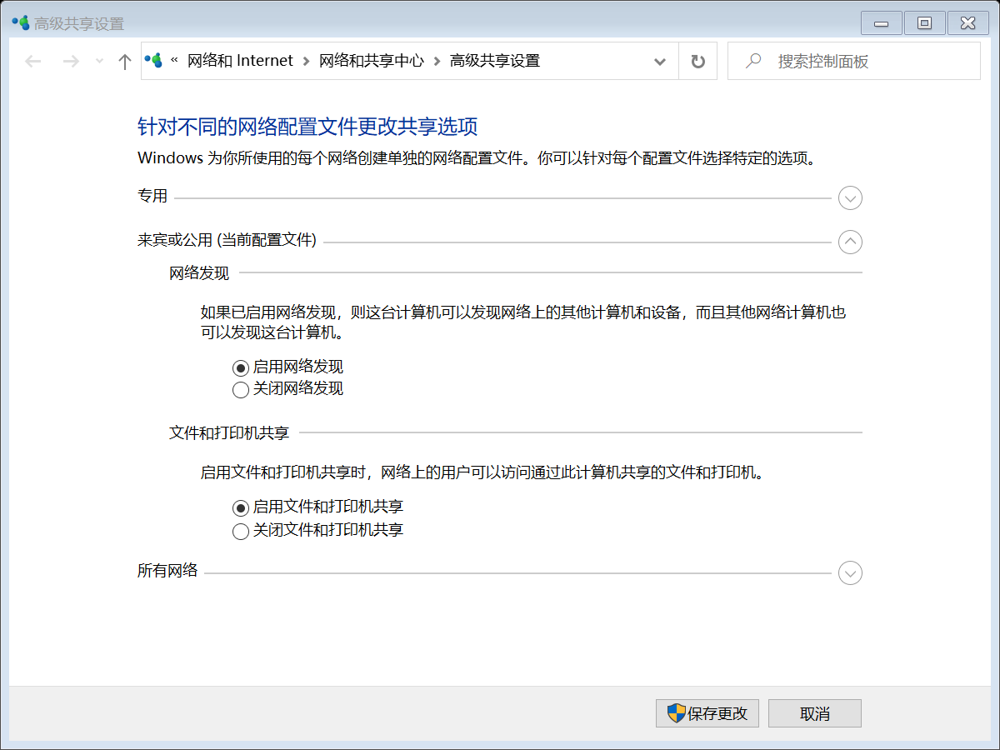 高级共享设置
« 网络和 Internet > 网络和共享中心 > 高级共享设置
搜索控制面板
针对不同的网络配置文件更改共享选项
Windows 为你所使用的每个网络创建单独的网络配置文件。你可以针对每个配置文件选择特定的选项。
专用
来宾或公用 (当前配置文件)
网络发现
如果已启用网络发现，则这台计算机可以发现网络上的其他计算机和设备，而且其他网络计算机也
可以发现这台计算机。
启用网络发现
关闭网络发现
文件和打印机共享
启用文件和打印机共享时，网络上的用户可以访问通过此计算机共享的文件和打印机。
启用文件和打印机共享
关闭文件和打印机共享
所有网络
保存更改
取消